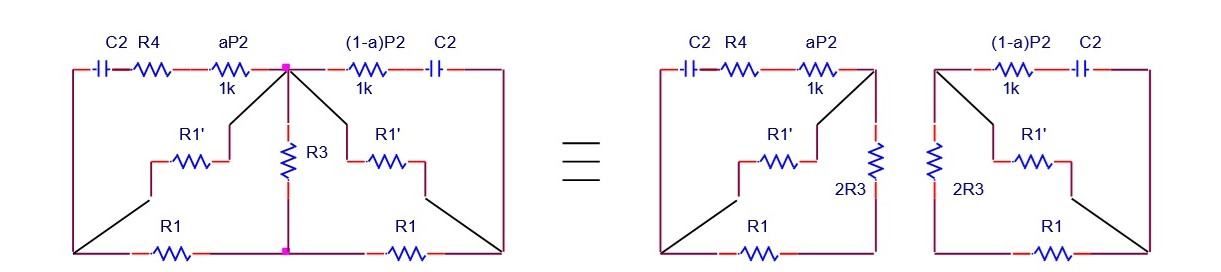 C2 R4 aP2 (1-a)P2 C2 C2 R4 aP2 (1-a)P2 C2
1k 1k 1k 1k
R1' R1' R1' R1'
R3
2R3 2R3
R1 R1 R1 R1